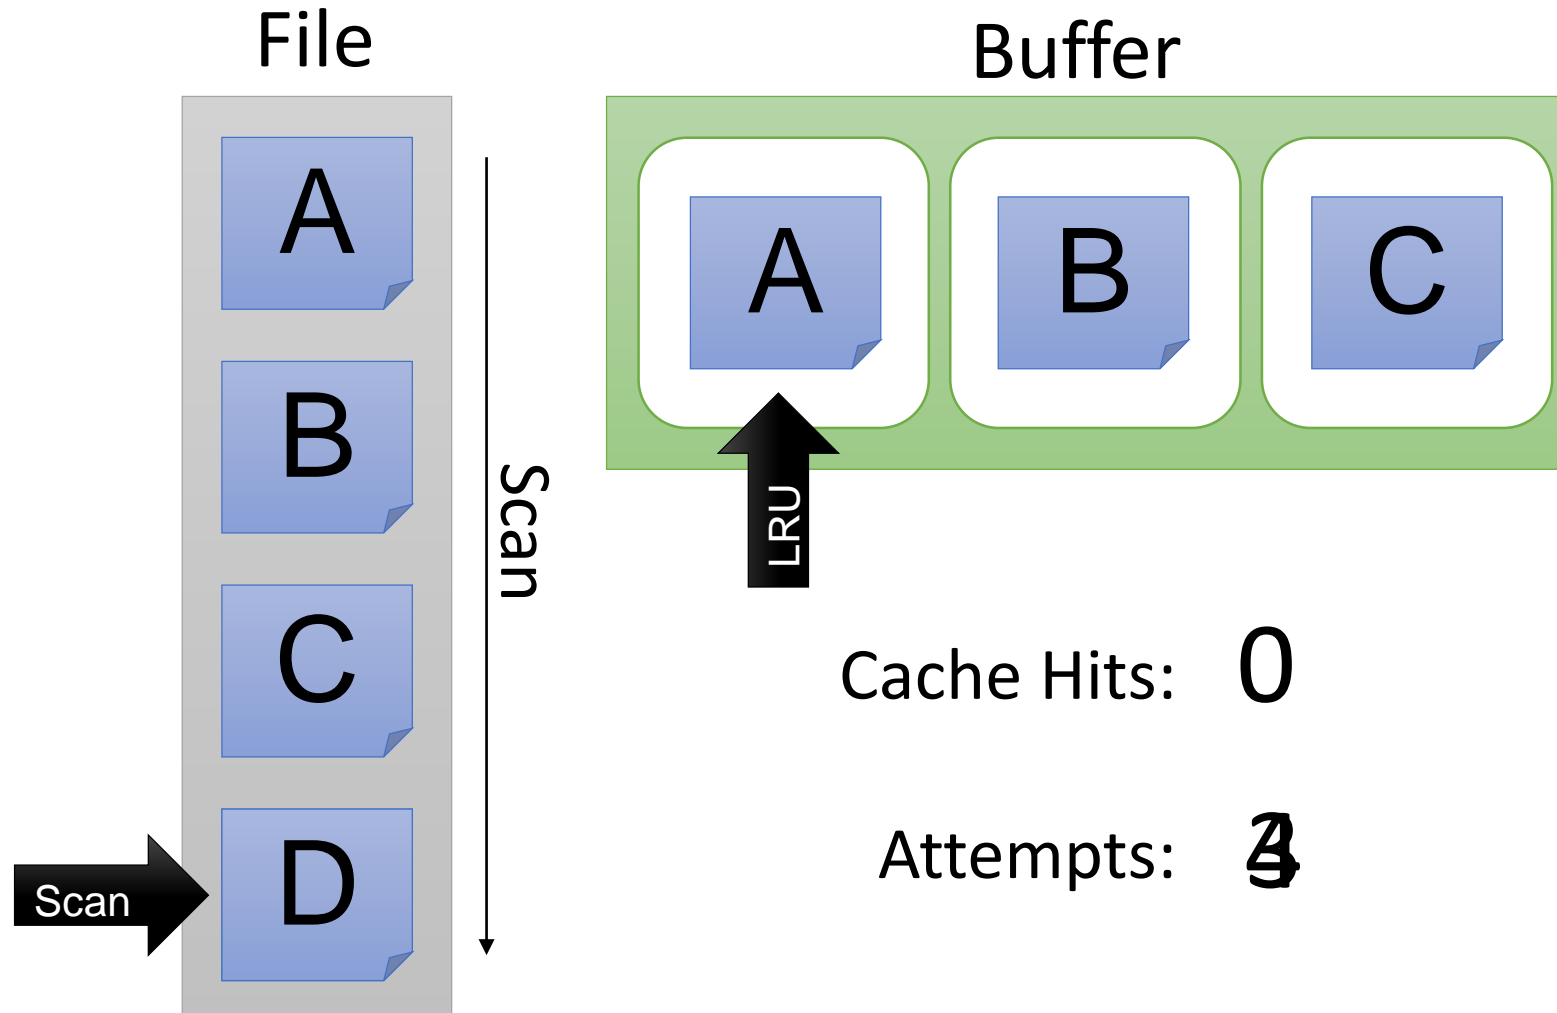 File
A
B
C
D
Scan
Scan
Buffer
A
B
C
LRU
Cache Hits: 0
Attempts: